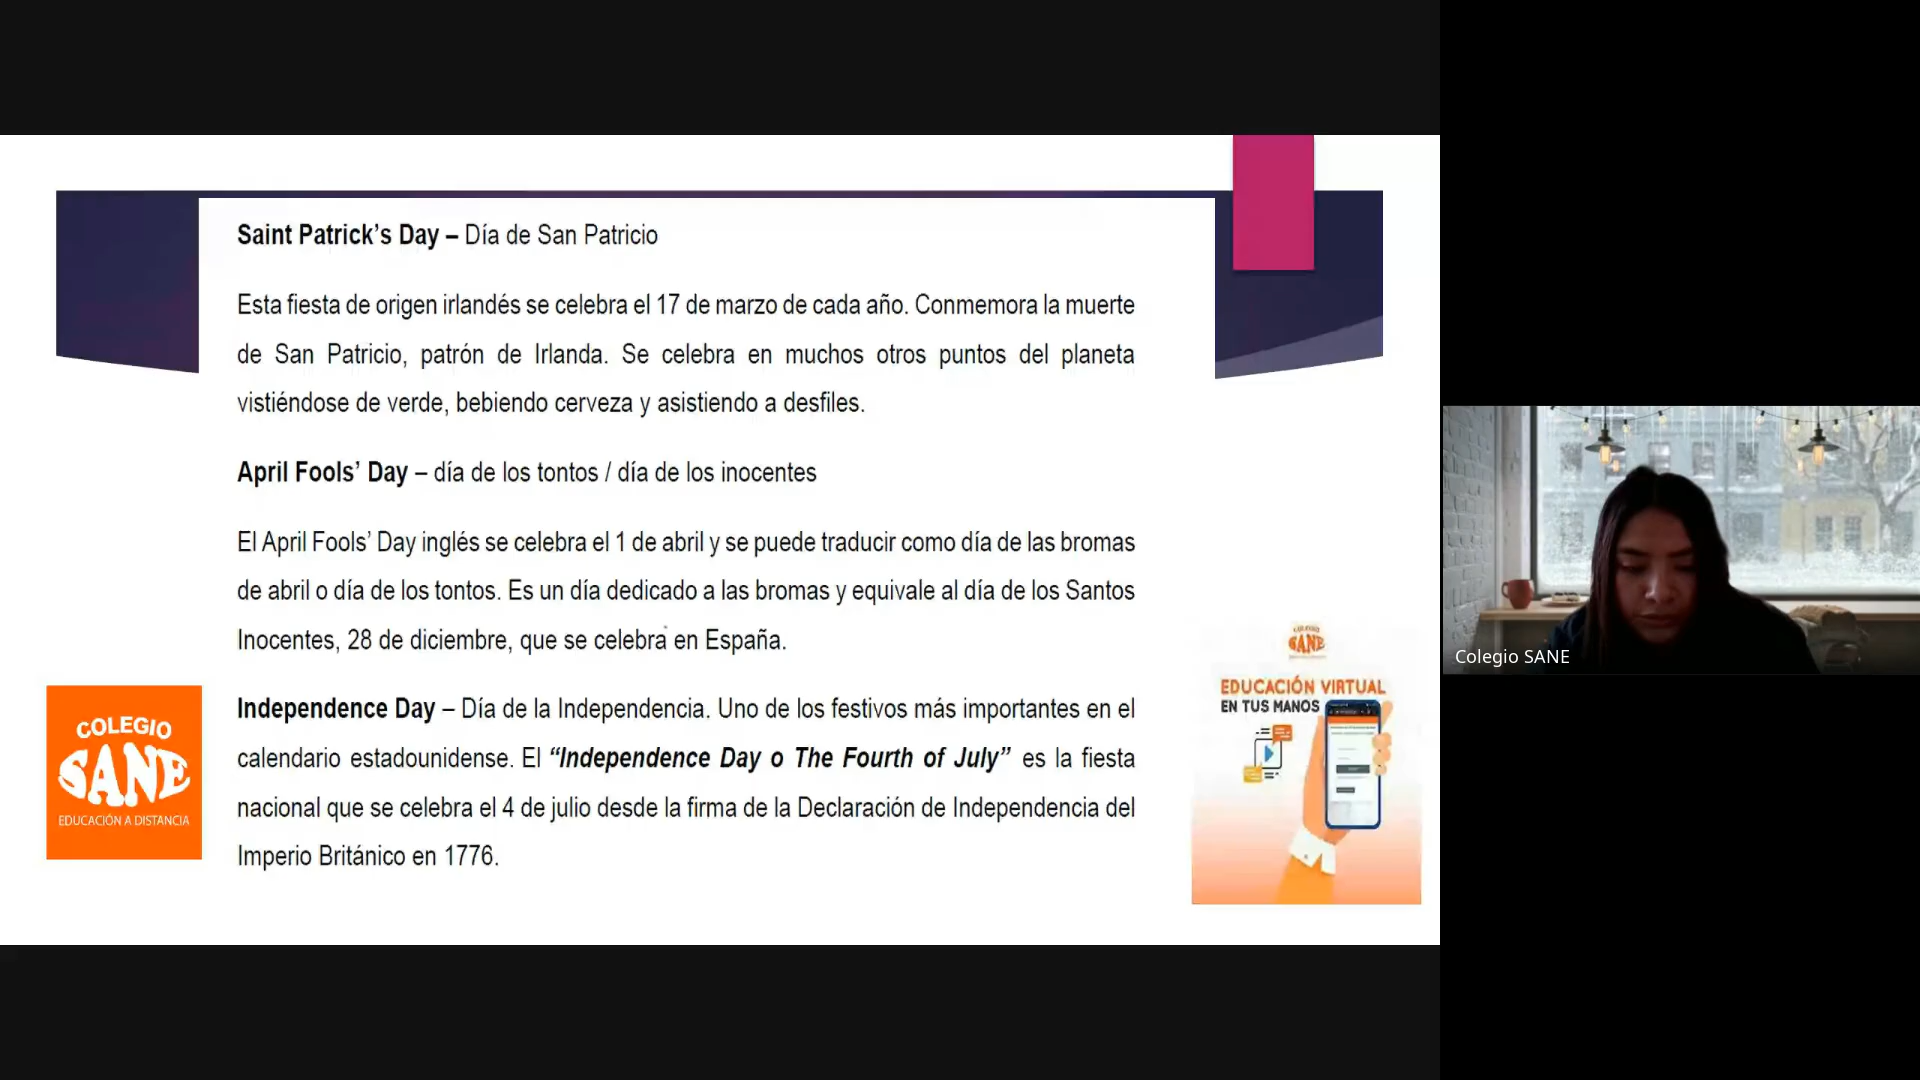 Saint Patrick’s Day – Día de San Patricio
Esta fiesta de origen irlandés se celebra el 17 de marzo de cada año. Conmemora la muerte
de San Patricio, patrón de Irlanda. Se celebra en muchos otros puntos del planeta
vistiéndose de verde, bebiendo cerveza y asistiendo a desfiles.
April Fools’ Day – día de los tontos / día de los inocentes
El April Fools’ Day inglés se celebra el 1 de abril y se puede traducir como día de las bromas
de abril o día de los tontos. Es un día dedicado a las bromas y equivale al día de los Santos
Inocentes, 28 de diciembre, que se celebra en España.
Independence Day – Día de la Independencia. Uno de los festivos más importantes en el
calendario estadounidense. El “Independence Day o The Fourth of July” es la fiesta
nacional que se celebra el 4 de julio desde la firma de la Declaración de Independencia del
Imperio Británico en 1776.
COLEGIO
SANE
EDUCACIÓN A DISTANCIA
COLEGIO
SANE
EDUCACIÓN VIRTUAL
EN TUS MANOS
Colegio SANE